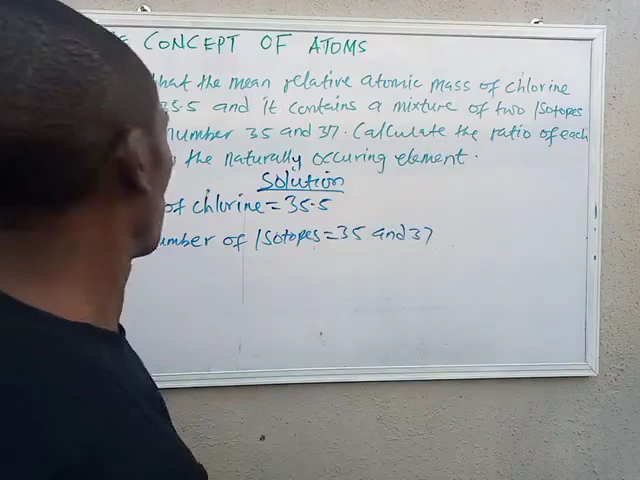 CONCEPT OF ATOMS
that the mean relative atomic mass of chlorine
35.5 and it contains a mixture of two Isotopes
number 35 and 37. Calculate the ratio of each
the naturally occuring element.
Solution
of chlorine = 35.5
number of Isotopes = 35 and 37